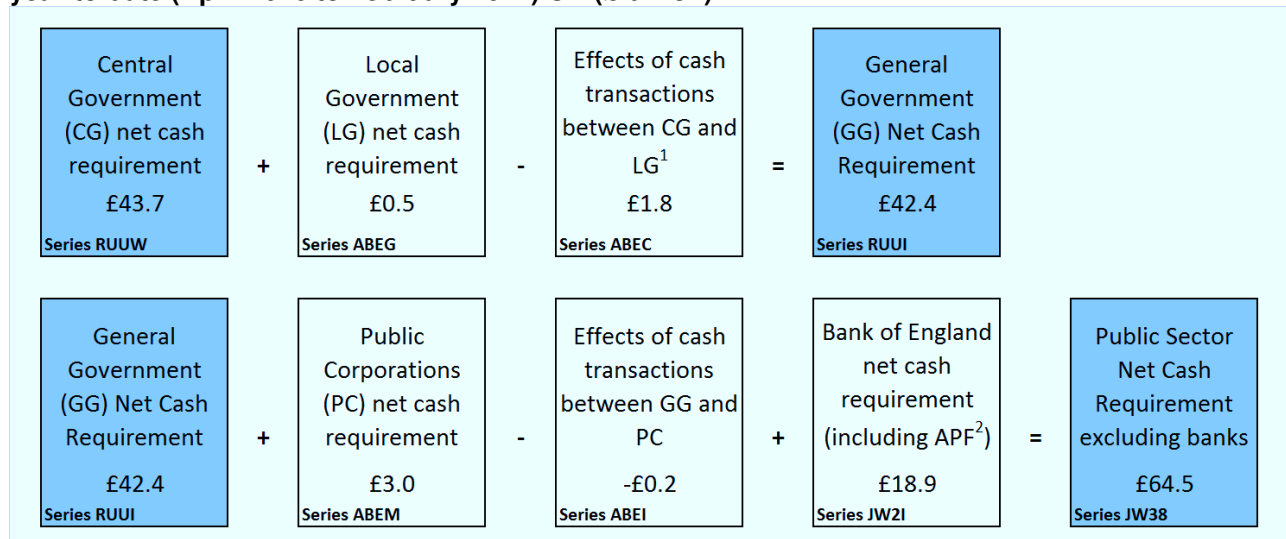 Central
Government
(CG) net cash
requirement
£43.7
Series RUUW
+
Local
Government
(LG) net cash
requirement
£0.5
Series ABEG
-
Effects of cash
transactions
between CG and
LG1
£1.8
Series ABEC
=
General
Government
(GG) Net Cash
Requirement
£42.4
Series RUUI
General
Government
(GG) Net Cash
Requirement
£42.4
Series RUUI
+
Public
Corporations
(PC) net cash
requirement
£3.0
Series ABEM
-
Effects of cash
transactions
between GG and
PC
-£0.2
Series ABEI
+
Bank of England
net cash
requirement
(including APF2)
£18.9
Series JW2I
=
Public Sector
Net Cash
Requirement
excluding banks
£64.5
Series JW38